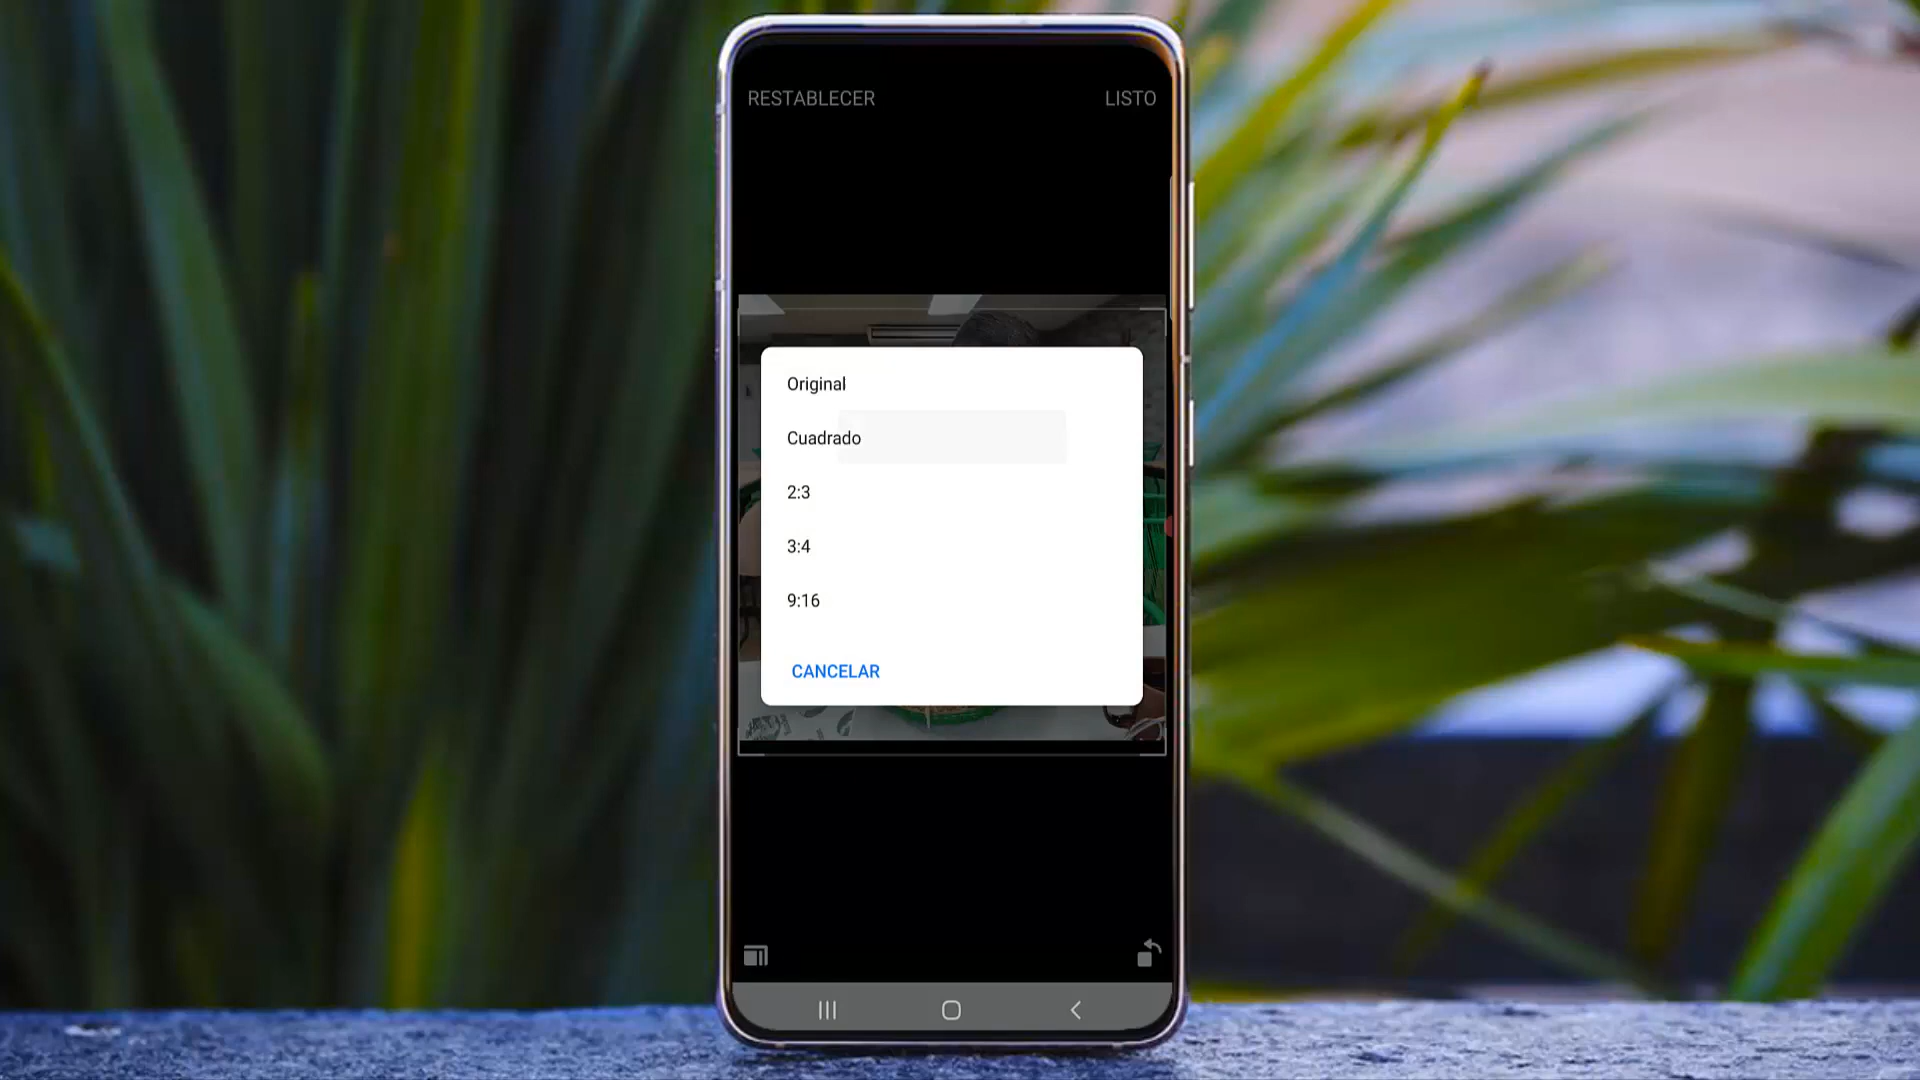 RESTABLECER
LISTO
Original
Cuadrado
2:3
3:4
9:16
CANCELAR